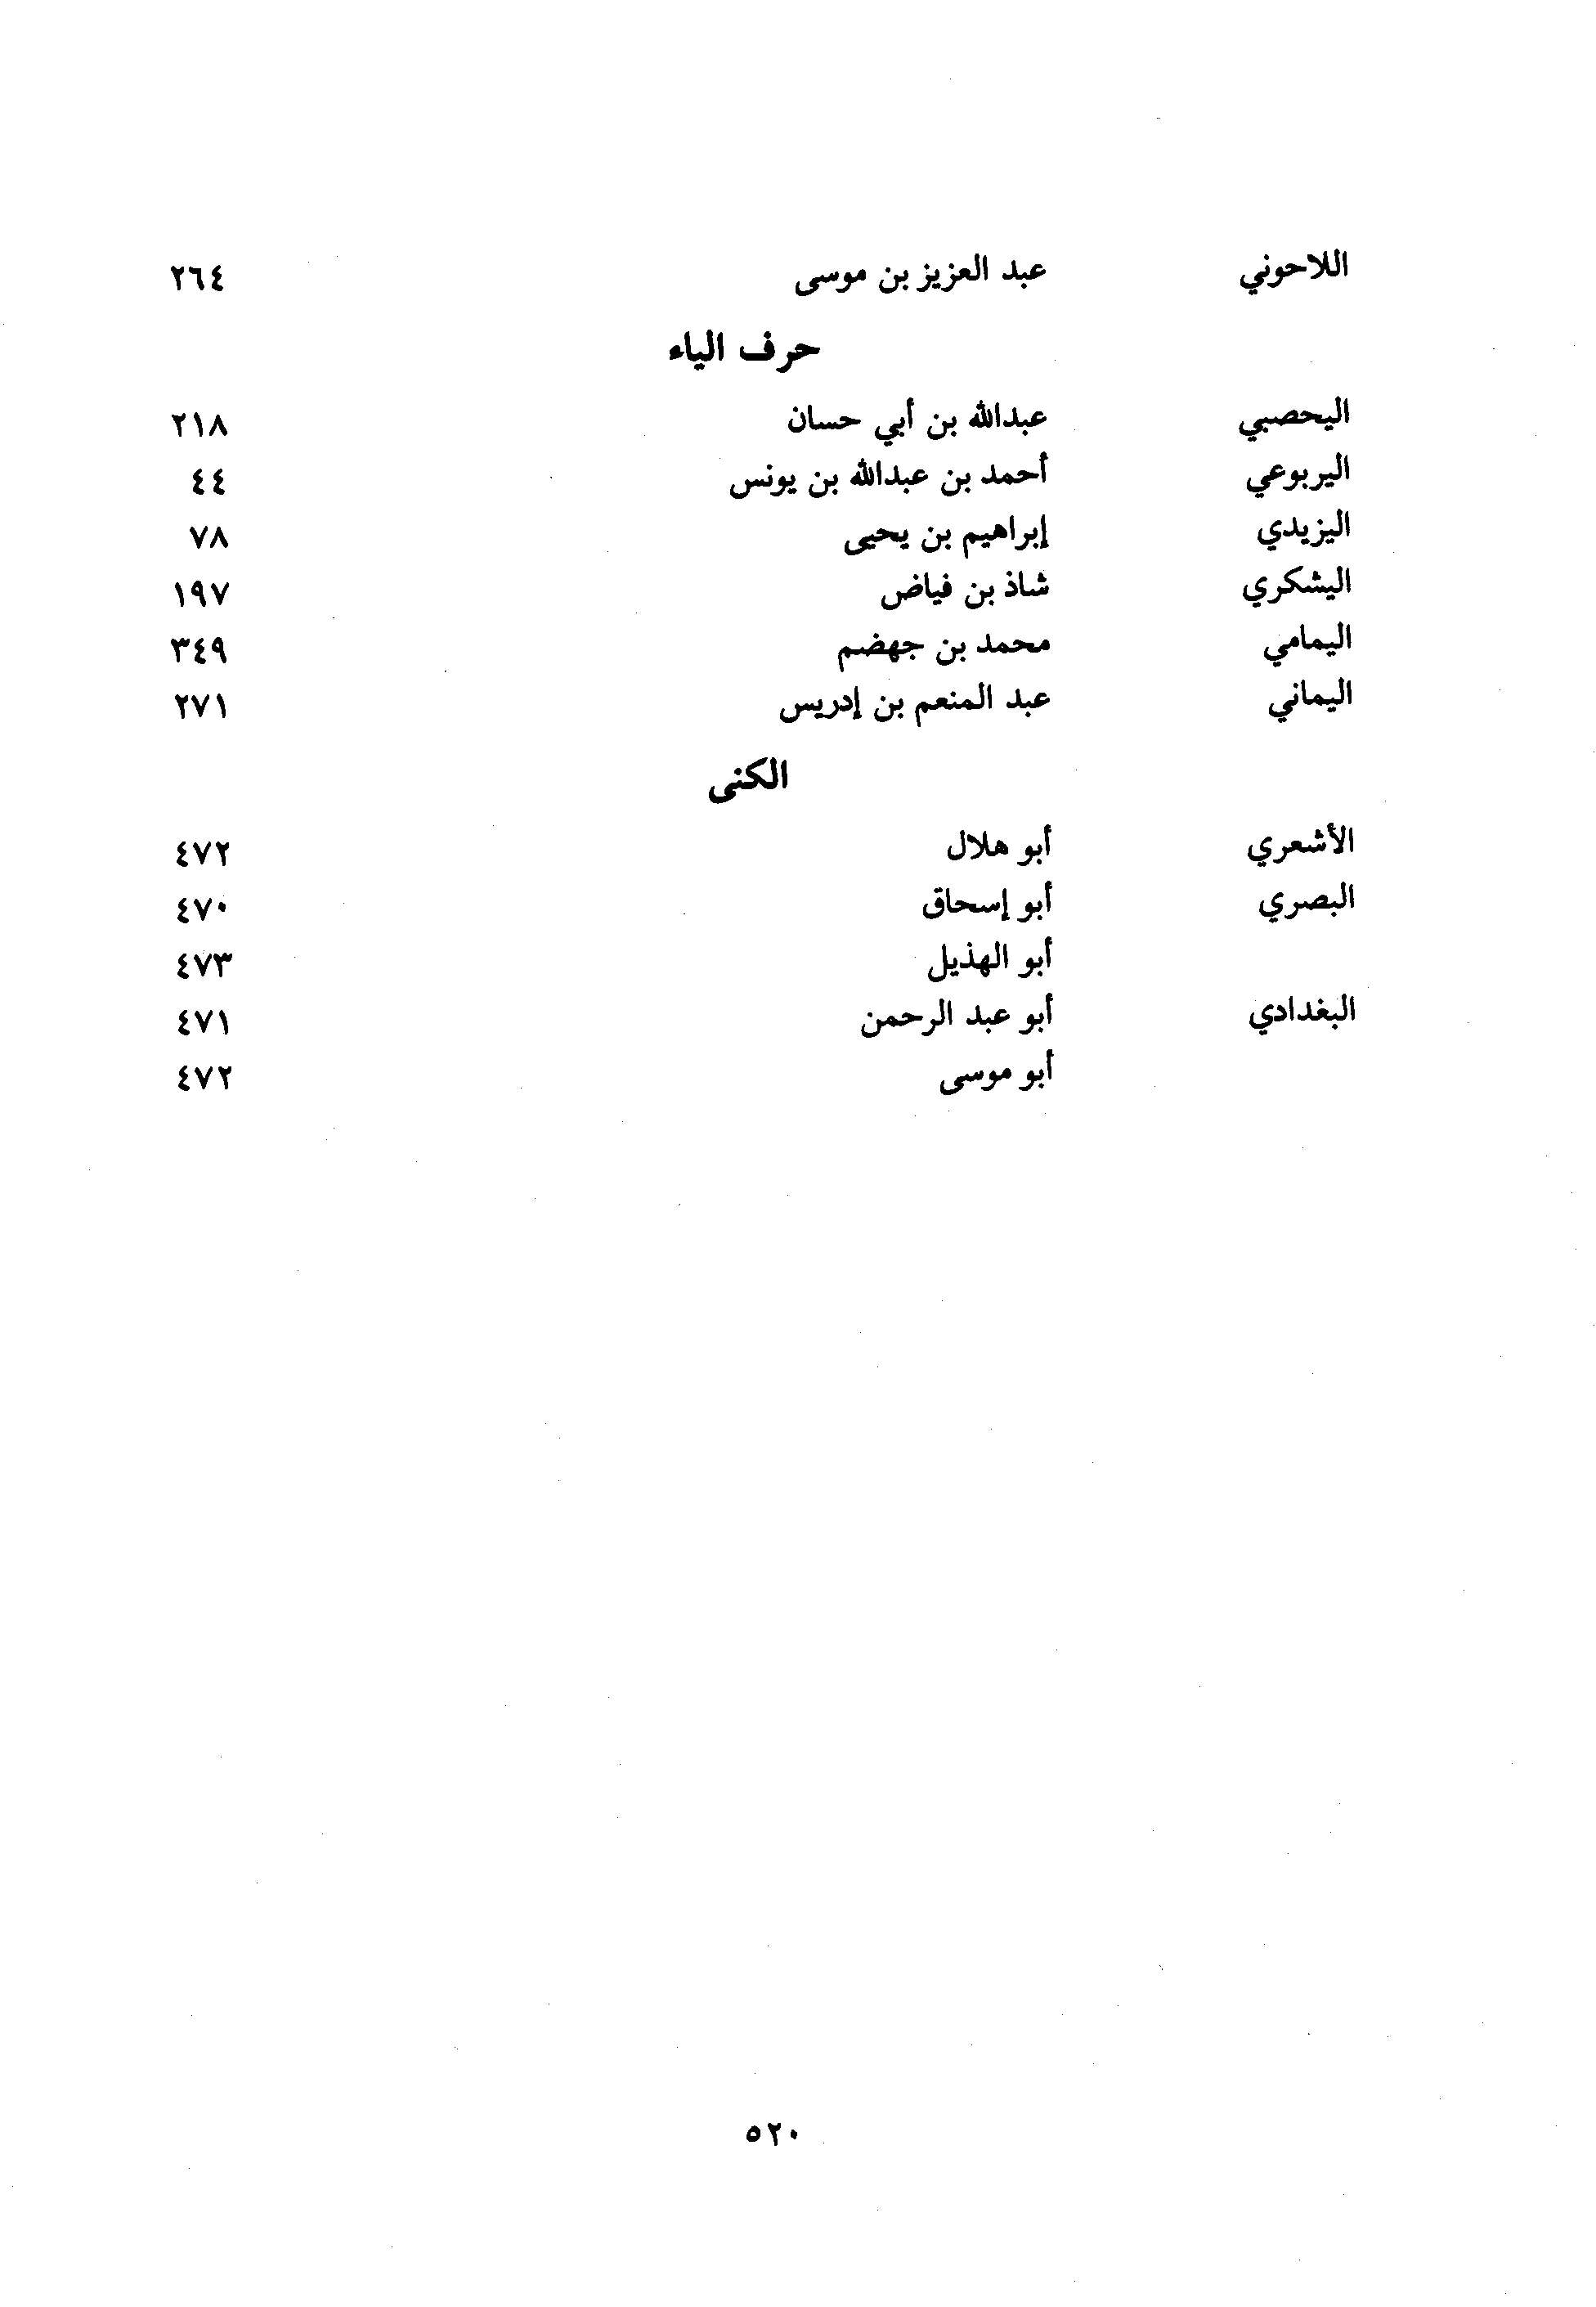 اللاحوني عبد العزيز بن موسى ٢٦٤
حرف الياء
اليحصبي عبدالله بن أبي حسان ٢١٨
اليربوعي أحمد بن عبدالله بن يونس ٤٤
اليزيدي إبراهيم بن يحيى ٧٨
اليشكري شاذ بن فياض ١٩٧
اليمامي محمد بن جهضم ٣٤٩
اليماني عبد المنعم بن إدريس ٢٧١
الكنى
الأشعري أبو هلال ٤٧٢
البصري أبو إسحاق ٤٧٠
أبو الهذيل ٤٧٣
البغدادي أبو عبد الرحمن ٤٧١
أبو موسى ٤٧٢
٥٢٠